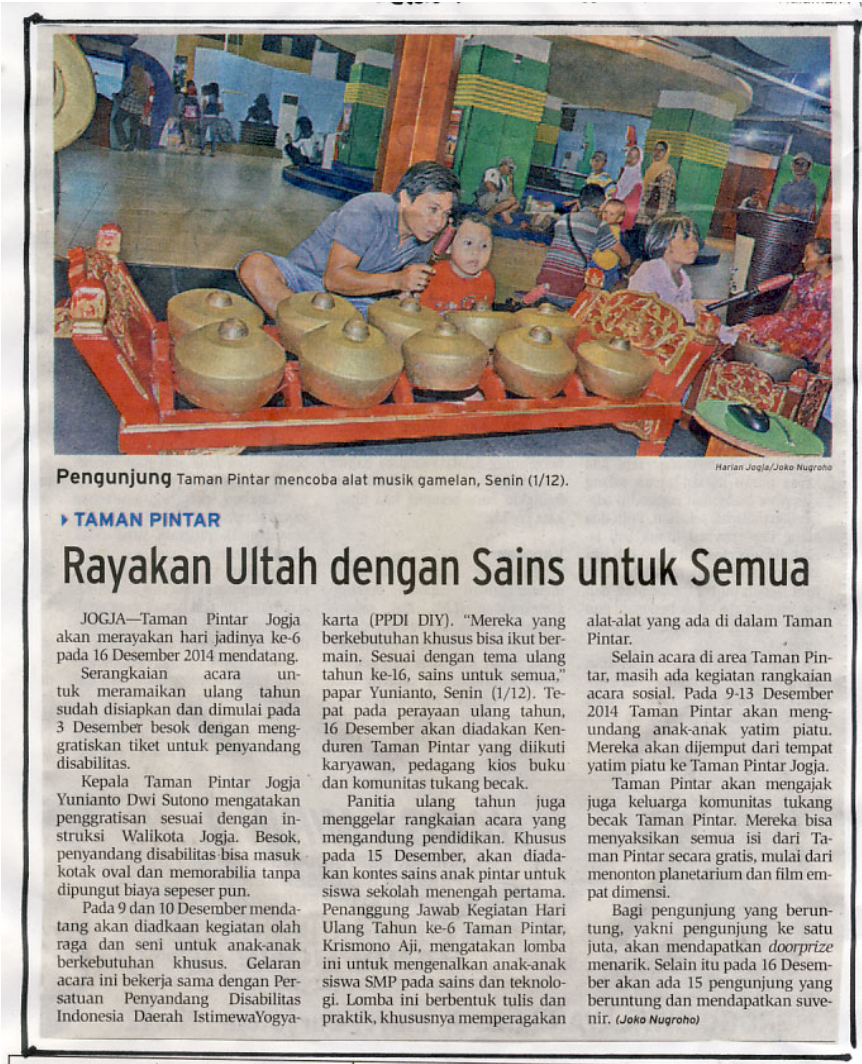 Harian Jogja/Joko Nugroho
Pengunjung Taman Pintar mencoba alat musik gamelan, Senin (1/12).
TAMAN PINTAR
Rayakan Ultah dengan Sains untuk Semua
JOGJA—Taman Pintar Jogja
akan merayakan hari jadinya ke-6
pada 16 Desember 2014 mendatang.
Serangkaian acara un-
tuk meramaikan ulang tahun
sudah disiapkan dan dimulai pada
3 Desember besok dengan meng-
gratiskan tiket untuk penyandang
disabilitas.
Kepala Taman Pintar Jogja
Yunianto Dwi Sutono mengatakan
penggratisan sesuai dengan in-
struksi Walikota Jogja. Besok,
penyandang disabilitas bisa masuk
kotak oval dan memorabilia tanpa
dipungut biaya sepeser pun.
Pada 9 dan 10 Desember menda-
tang akan diadkaan kegiatan olah
raga dan seni untuk anak-anak
berkebutuhan khusus. Gelaran
acara ini bekerja sama dengan Per-
satuan Penyandang Disabilitas
Indonesia Daerah IstimewaYogya-
karta (PPDI DIY). “Mereka yang
berkebutuhan khusus bisa ikut ber-
main. Sesuai dengan tema ulang
tahun ke-16, sains untuk semua,”
papar Yunianto, Senin (1/12). Te-
pat pada perayaan ulang tahun,
16 Desember akan diadakan Ken-
duren Taman Pintar yang diikuti
karyawan, pedagang kios buku
dan komunitas tukang becak.
Panitia ulang tahun juga
menggelar rangkaian acara yang
mengandung pendidikan. Khusus
pada 15 Desember, akan diada-
kan kontes sains anak pintar untuk
siswa sekolah menengah pertama.
Penanggung Jawab Kegiatan Hari
Ulang Tahun ke-6 Taman Pintar,
Krismono Aji, mengatakan lomba
ini untuk mengenalkan anak-anak
siswa SMP pada sains dan teknolo-
gi. Lomba ini berbentuk tulis dan
praktik, khususnya memperagakan
alat-alat yang ada di dalam Taman
Pintar.
Selain acara di area Taman Pin-
tar, masih ada kegiatan rangkaian
acara sosial. Pada 9-13 Desember
2014 Taman Pintar akan meng-
undang anak-anak yatim piatu.
Mereka akan dijemput dari tempat
yatim piatu ke Taman Pintar Jogja.
Taman Pintar akan mengajak
juga keluarga komunitas tukang
becak Taman Pintar. Mereka bisa
menyaksikan semua isi dari Ta-
man Pintar secara gratis, mulai dari
menonton planetarium dan film em-
pat dimensi.
Bagi pengunjung yang berun-
tung, yakni pengunjung ke satu
juta, akan mendapatkan doorprize
menarik. Selain itu pada 16 Desem-
ber akan ada 15 pengunjung yang
beruntung dan mendapatkan suve-
nir. (Joko Nugroho)